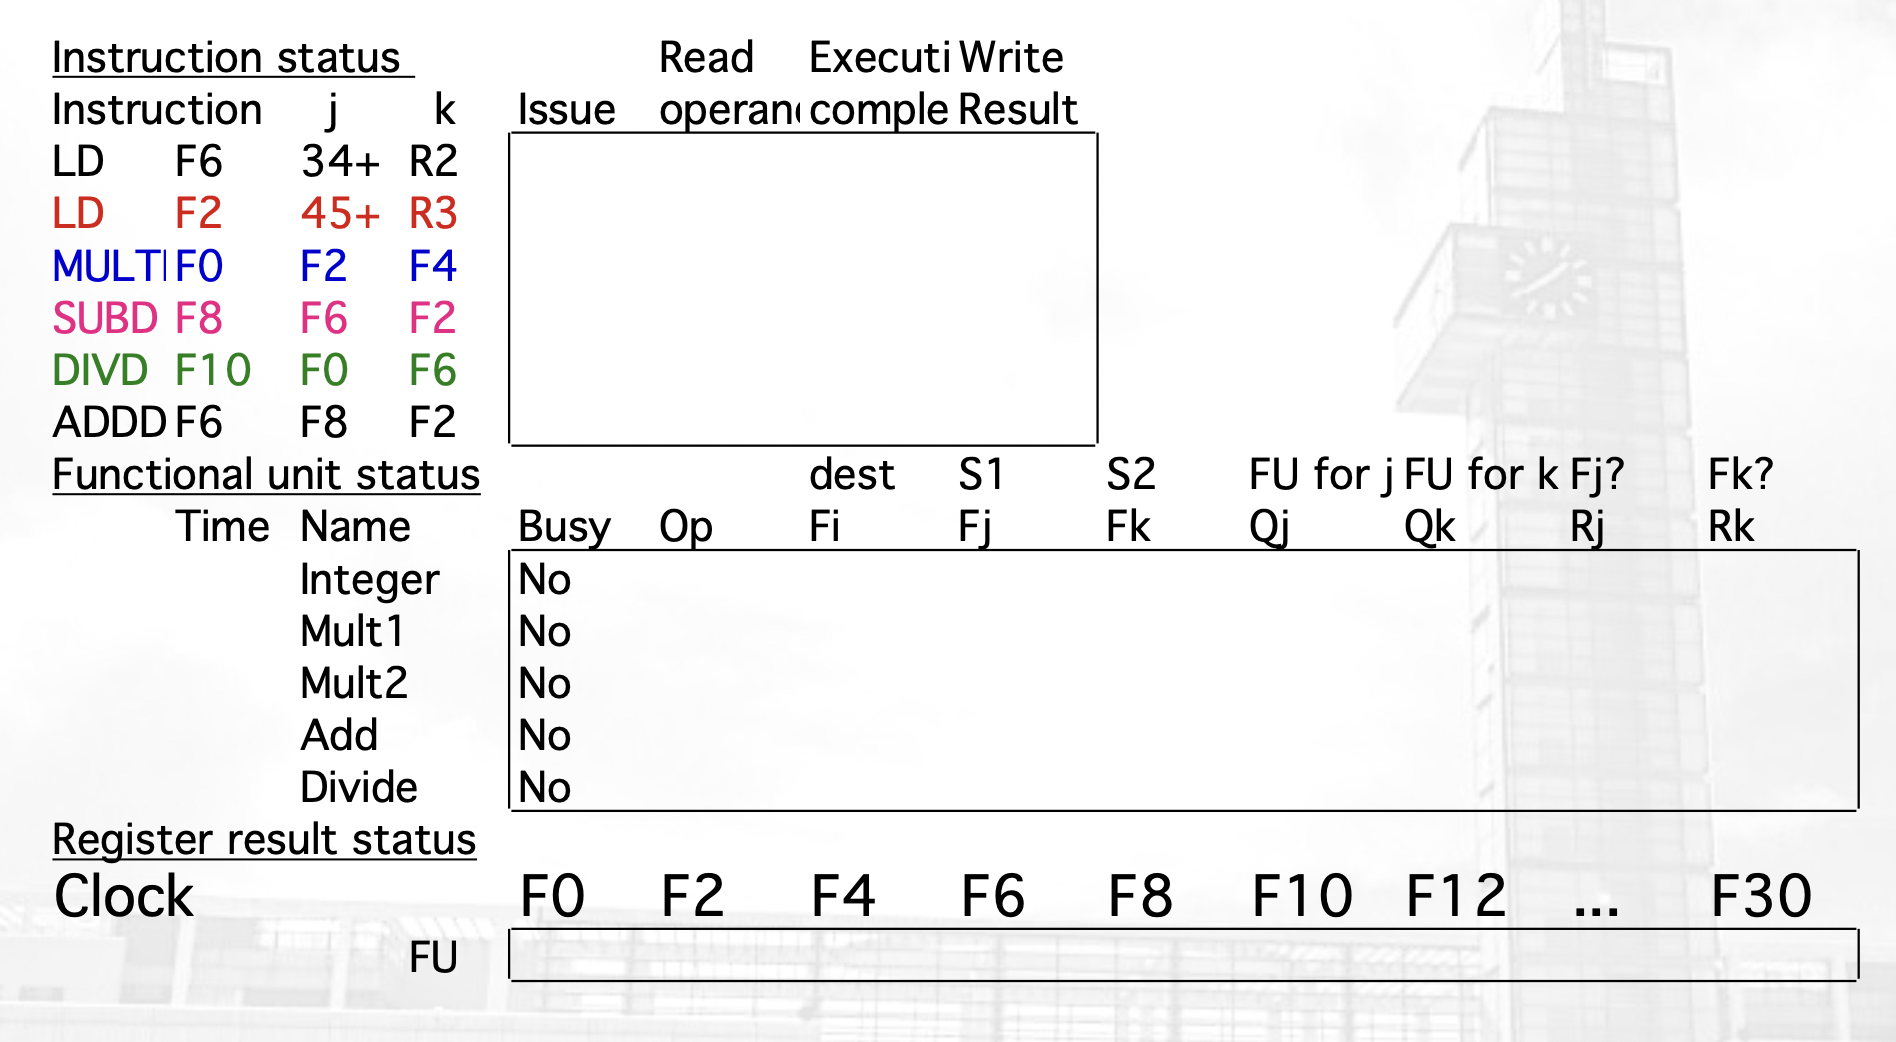 Instruction status Read Executi Write
Instruction j k Issue operan comple Result
LD F6 34+ R2
LD F2 45+ R3
MULTI F0 F2 F4
SUBD F8 F6 F2
DIVD F10 F0 F6
ADDD F6 F8 F2
Functional unit status dest S1 S2 FU for j FU for k Fj? Fk?
Time Name Busy Op Fi Fj Fk Qj Qk Rj Rk
Integer No
Mult1 No
Mult2 No
Add No
Divide No
Register result status
Clock F0 F2 F4 F6 F8 F10 F12 ... F30
FU